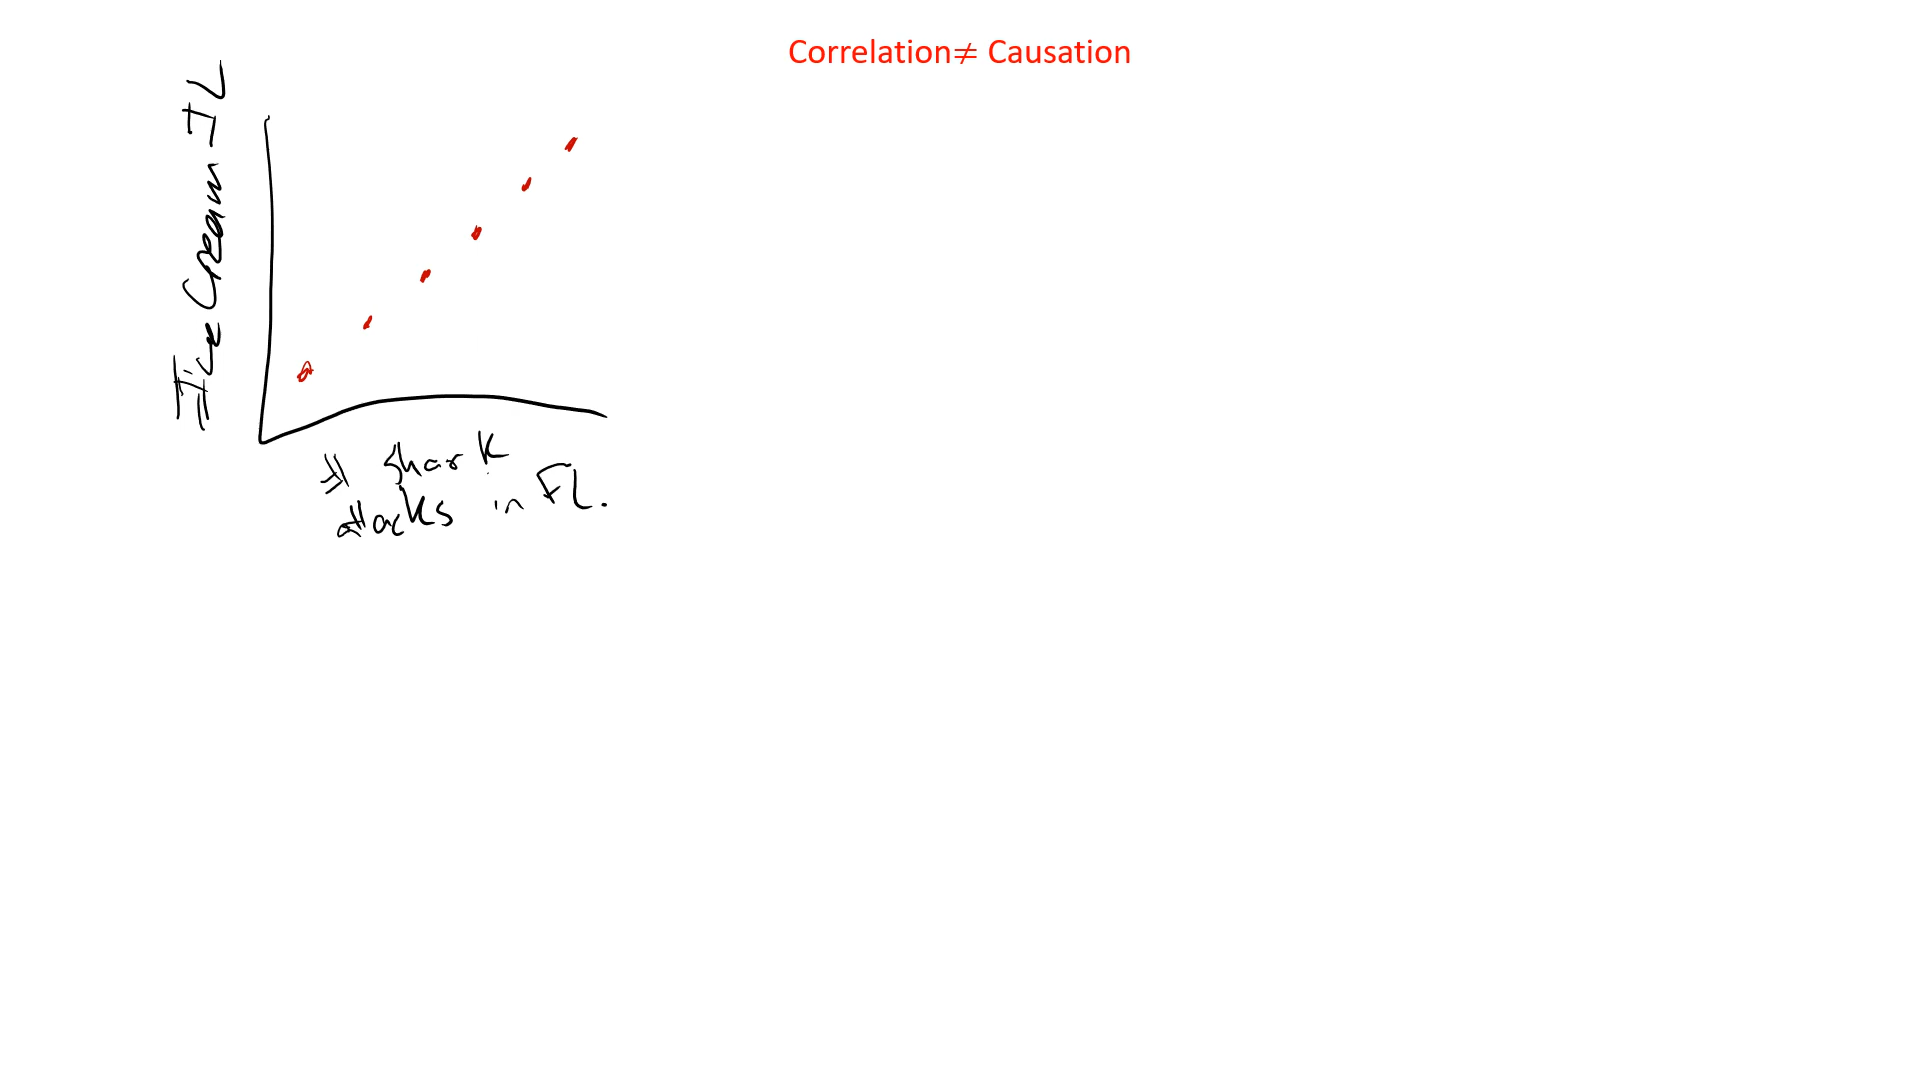 Correlation≠ Causation
Ice Cream IL
# shark
attacks in FL.